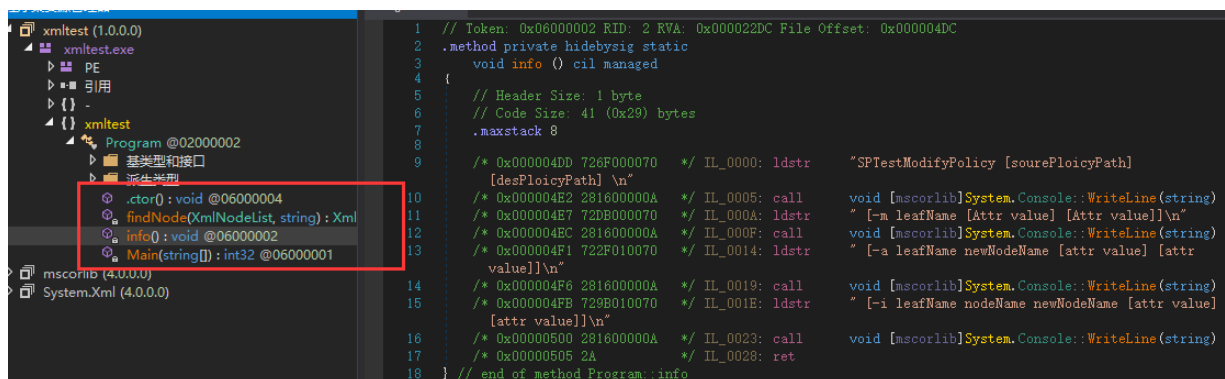 xmltest (1.0.0.0)
xmltest.exe
PE
引用
{ } -
{ } xmltest
Program @02000002
基类型和接口
派生类型
.ctor() : void @06000004
findNode(XmlNodeList, string) : Xml
info() : void @06000002
Main(string[]) : int32 @06000001
mscorlib (4.0.0.0)
System.Xml (4.0.0.0)
1 // Token: 0x06000002 RID: 2 RVA: 0x000022DC File Offset: 0x000004DC
2 .method private hidebysig static
3 void info () cil managed
4 {
5 // Header Size: 1 byte
6 // Code Size: 41 (0x29) bytes
7 .maxstack 8
8
9 /* 0x000004DD 726F000070 */ IL_0000: ldstr "SPTestModifyPolicy [sourePloicyPath]
[desPloicyPath] \n"
10 /* 0x000004E2 281600000A */ IL_0005: call void [mscorlib]System.Console::WriteLine(string)
11 /* 0x000004E7 72DB000070 */ IL_000A: ldstr " [-m leafName [Attr value] [Attr value]]\n"
12 /* 0x000004EC 281600000A */ IL_000F: call void [mscorlib]System.Console::WriteLine(string)
13 /* 0x000004F1 722F010070 */ IL_0014: ldstr " [-a leafName newNodeName [attr value] [attr
value]]\n"
14 /* 0x000004F6 281600000A */ IL_0019: call void [mscorlib]System.Console::WriteLine(string)
15 /* 0x000004FB 729B010070 */ IL_001E: ldstr " [-i leafName nodeName newNodeName [attr value]
[attr value]]\n"
16 /* 0x00000500 281600000A */ IL_0023: call void [mscorlib]System.Console::WriteLine(string)
17 /* 0x00000505 2A */ IL_0028: ret
18 } // end of method Program::info